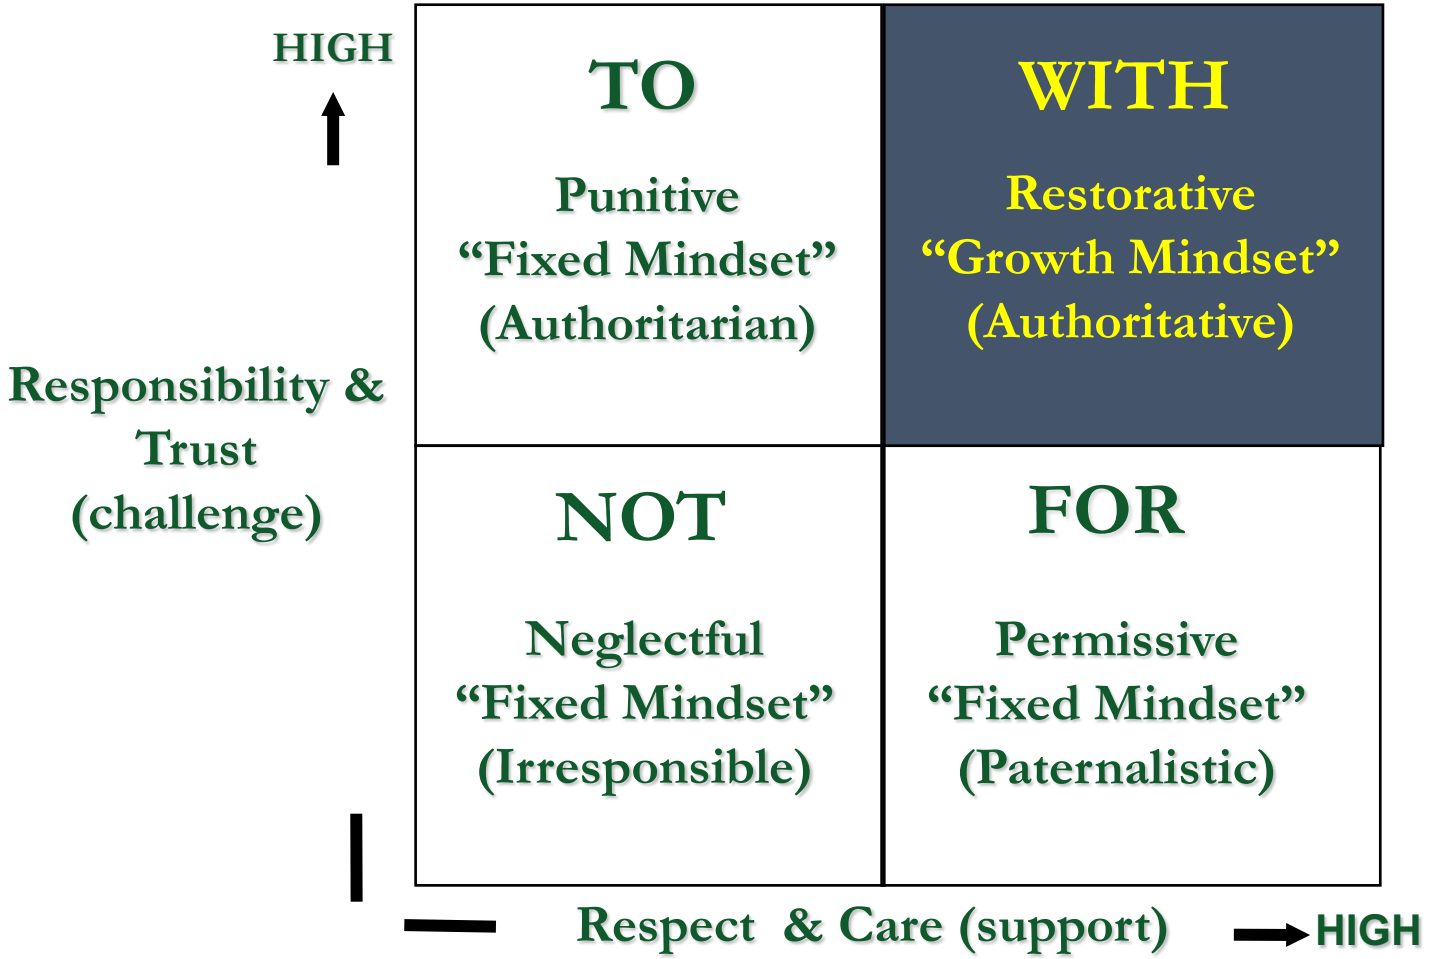 HIGH
TO
Punitive
“Fixed Mindset”
(Authoritarian)
WITH
Restorative
“Growth Mindset”
(Authoritative)
Responsibility &
Trust
(challenge)
NOT
Neglectful
“Fixed Mindset”
(Irresponsible)
FOR
Permissive
“Fixed Mindset”
(Paternalistic)
Respect & Care (support)
HIGH